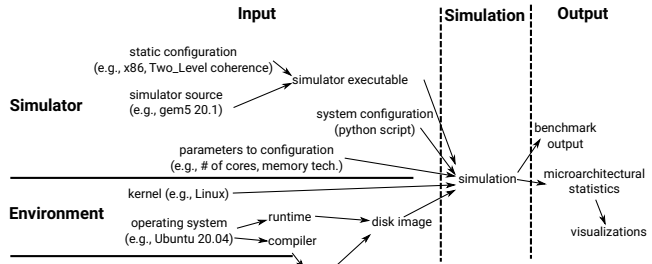 Input
Simulation
Output
static configuration
(e.g., x86, Two_Level coherence)
simulator executable
Simulator
simulator source
(e.g., gem5 20.1)
system configuration
(python script)
benchmark
output
parameters to configuration
(e.g., # of cores, memory tech.)
simulation
microarchitectural
statistics
kernel (e.g., Linux)
Environment
operating system
(e.g., Ubuntu 20.04)
runtime
compiler
disk image
visualizations